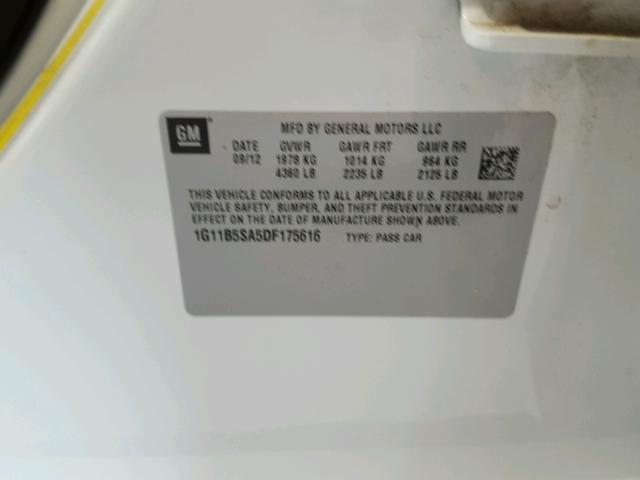 GM
MFD BY GENERAL MOTORS LLC
DATE GVWR GAWR FRT GAWR RR
09/12 1978 KG 1014 KG 964 KG
4360 LB 2235 LB 2125 LB
THIS VEHICLE CONFORMS TO ALL APPLICABLE U.S. FEDERAL MOTOR
VEHICLE SAFETY, BUMPER, AND THEFT PREVENTION STANDARDS IN
EFFECT ON THE DATE OF MANUFACTURE SHOWN ABOVE.
1G11B5SA5DF175616 TYPE: PASS CAR